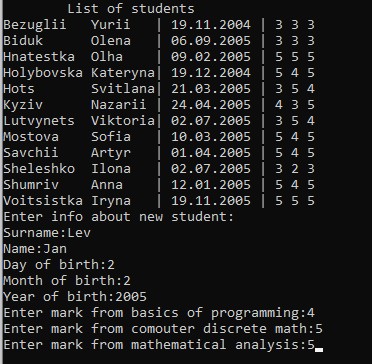 List of students
Bezuglii Yurii | 19.11.2004 | 3 3 3
Biduk Olena | 06.09.2005 | 3 3 3
Hnatestka Olha | 09.02.2005 | 5 5 5
Holybovska Kateryna| 19.12.2004 | 5 4 5
Hots Svitlana| 21.03.2005 | 3 5 4
Kyziv Nazarii | 24.04.2005 | 4 3 5
Lutvynets Viktoria| 02.07.2005 | 3 5 4
Mostova Sofia | 10.03.2005 | 5 4 5
Savchii Artyr | 01.04.2005 | 5 4 5
Sheleshko Ilona | 02.07.2005 | 3 2 3
Shumriv Anna | 12.01.2005 | 5 4 5
Voitsistka Iryna | 19.11.2005 | 5 5 5
Enter info about new student:
Surname:Lev
Name:Jan
Day of birth:2
Month of birth:2
Year of birth:2005
Enter mark from basics of programming:4
Enter mark from comouter discrete math:5
Enter mark from mathematical analysis:5